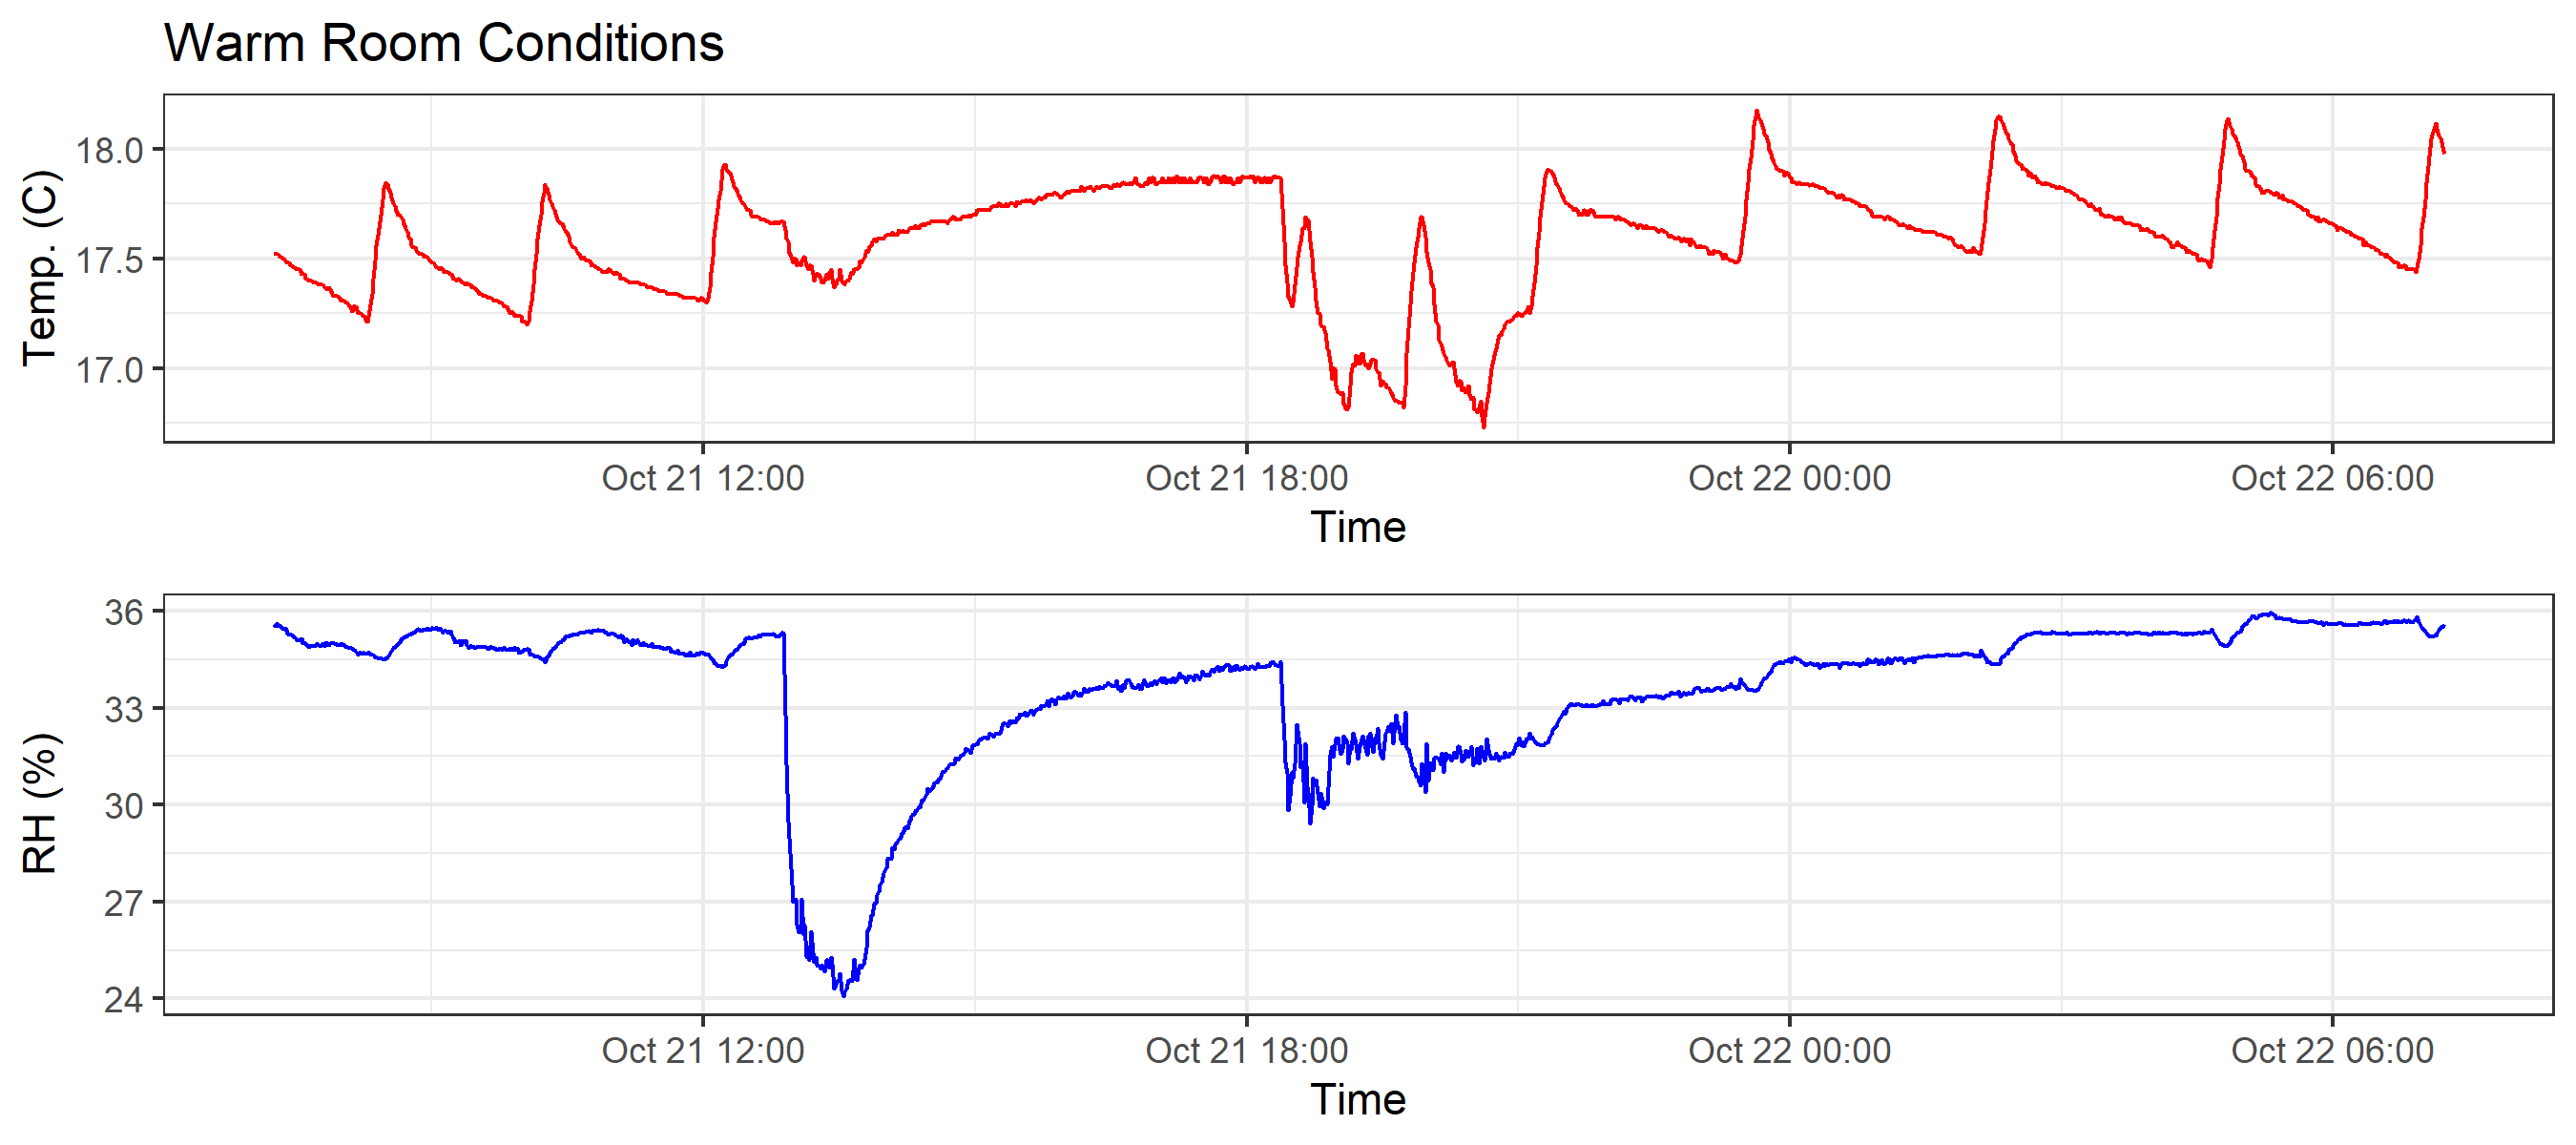 Warm Room Conditions
Temp. (C)
18.0
17.5
17.0
Oct 21 12:00 Oct 21 18:00 Oct 22 00:00 Oct 22 06:00
Time
RH (%)
36
33
30
27
24
Oct 21 12:00 Oct 21 18:00 Oct 22 00:00 Oct 22 06:00
Time